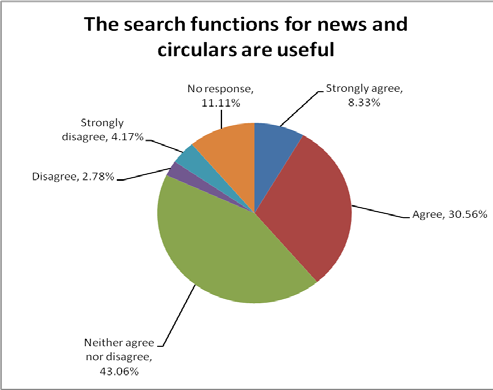 The search functions for news and
circulars are useful
No response,
11.11%
Strongly agree,
8.33%
Strongly
disagree, 4.17%
Disagree, 2.78%
Agree, 30.56%
Neither agree
nor disagree,
43.06%